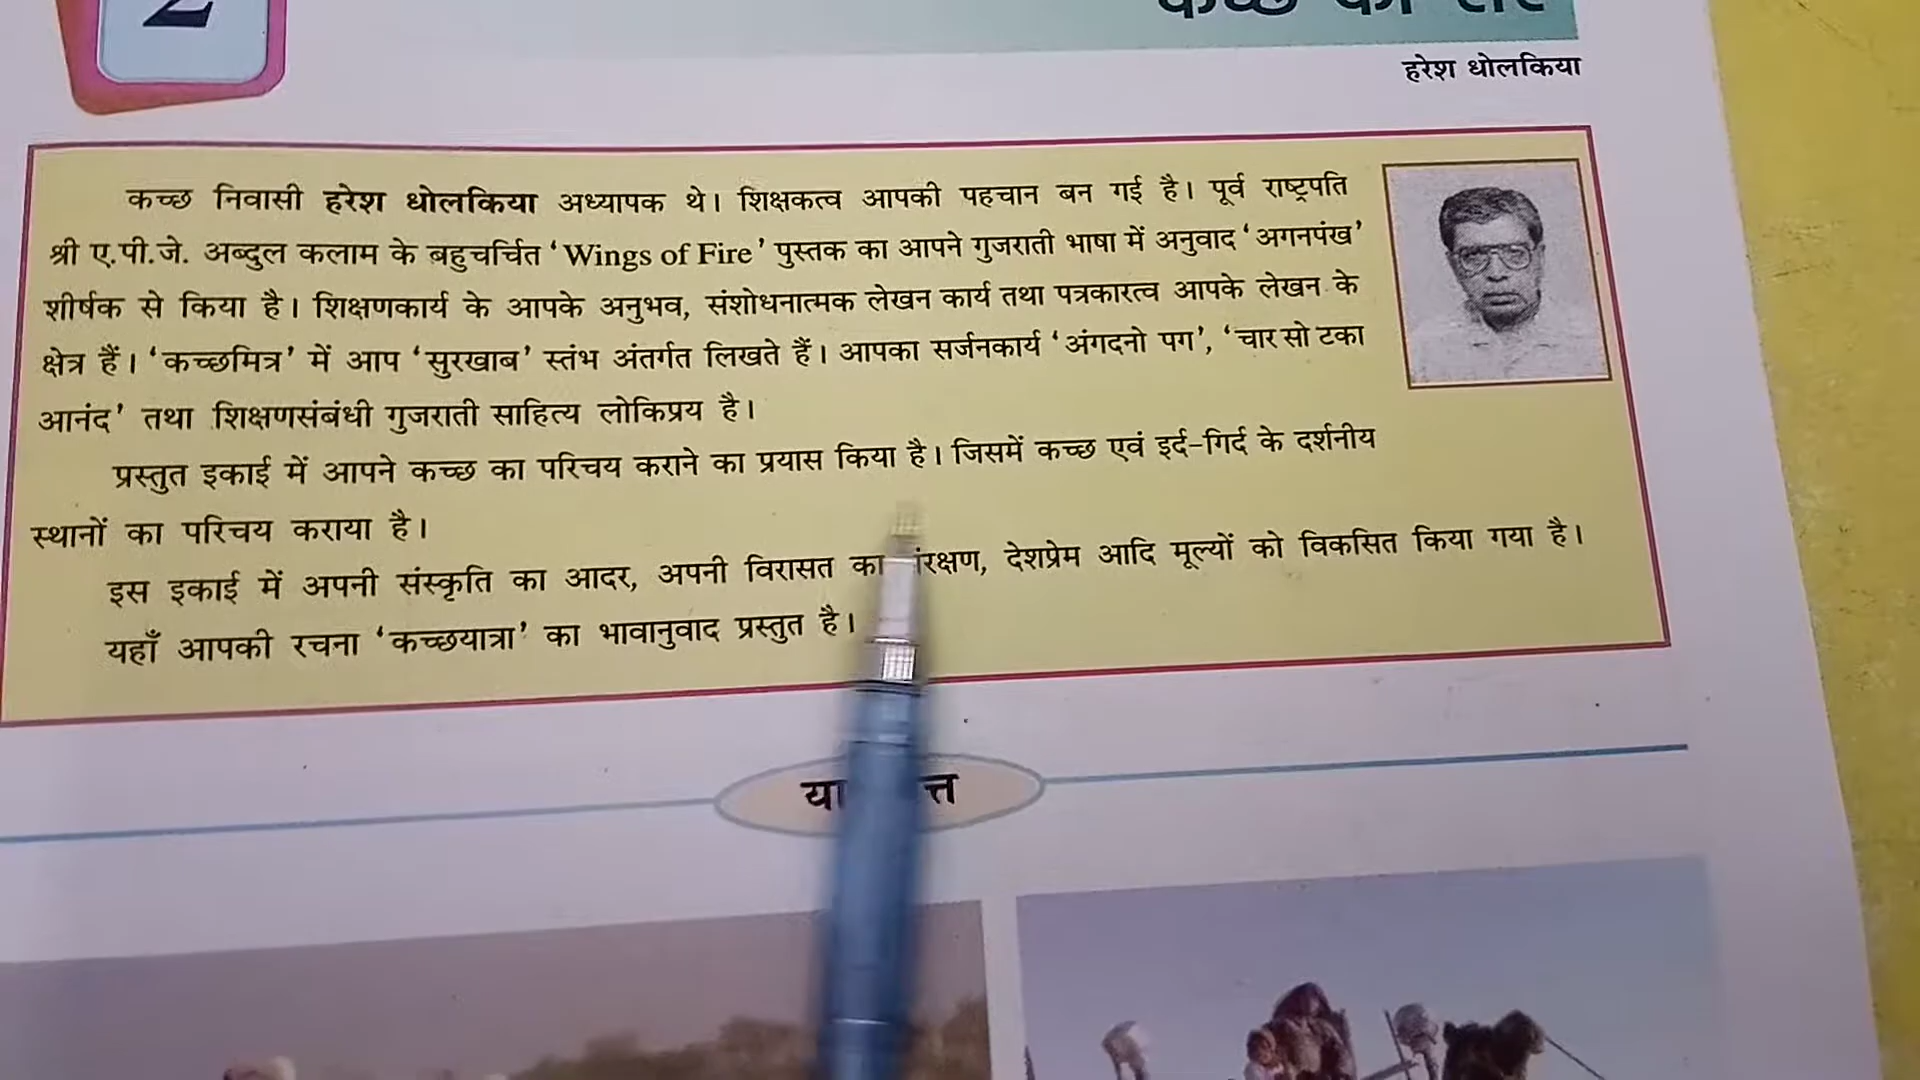 2
हरेश धोलकिया
कच्छ निवासी हरेश धोलकिया अध्यापक थे। शिक्षकत्व आपकी पहचान बन गई है। पूर्व राष्ट्रपति
श्री ए.पी.जे. अब्दुल कलाम के बहुचर्चित ‘Wings of Fire’ पुस्तक का आपने गुजराती भाषा में अनुवाद ‘अगनपंख’
शीर्षक से किया है। शिक्षणकार्य के आपके अनुभव, संशोधनात्मक लेखन कार्य तथा पत्रकारत्व आपके लेखन के
क्षेत्र हैं। ‘कच्छमित्र’ में आप ‘सुरखाब’ स्तंभ अंतर्गत लिखते हैं। आपका सर्जनकार्य ‘अंगदनो पग’, ‘चार सो टका
आनंद’ तथा शिक्षणसंबंधी गुजराती साहित्य लोकिप्रय है।
प्रस्तुत इकाई में आपने कच्छ का परिचय कराने का प्रयास किया है। जिसमें कच्छ एवं इर्द-गिर्द के दर्शनीय
स्थानों का परिचय कराया है।
इस इकाई में अपनी संस्कृति का आदर, अपनी विरासत का देशप्रेम आदि मूल्यों को विकसित किया गया है।
यहाँ आपकी रचना ‘कच्छयात्रा’ का भावानुवाद प्रस्तुत है।